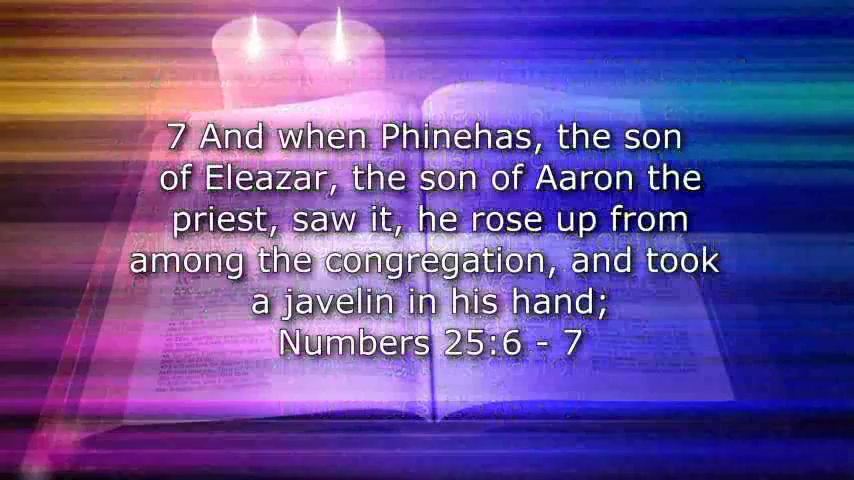 7 And when Phinehas, the son
of Eleazar, the son of Aaron the
priest, saw it, he rose up from
among the congregation, and took
a javelin in his hand;
Numbers 25:6 - 7